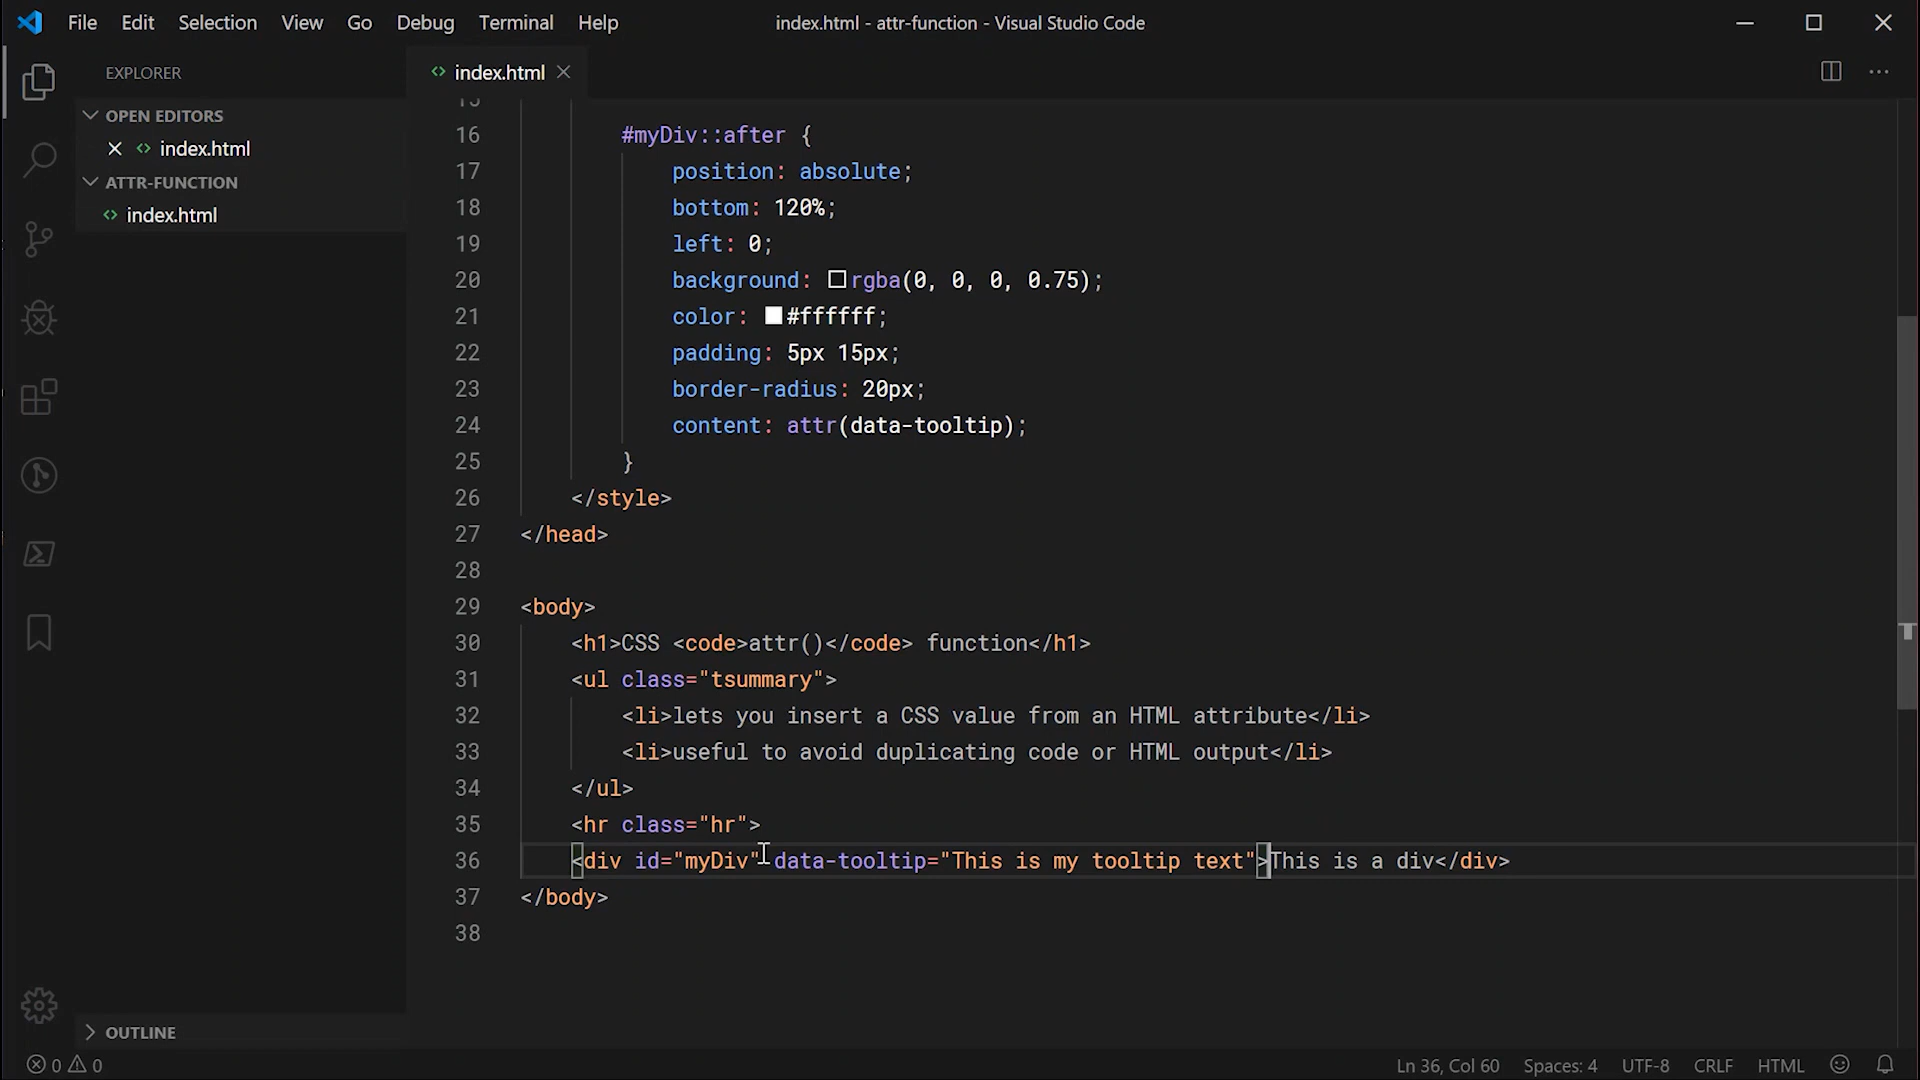 File Edit Selection View Go Debug Terminal Help index.html - attr-function - Visual Studio Code
EXPLORER
OPEN EDITORS
index.html
ATTR-FUNCTION
index.html
OUTLINE
index.html
15
16 #myDiv::after {
17 position: absolute;
18 bottom: 120%;
19 left: 0;
20 background: rgba(0, 0, 0, 0.75);
21 color: #ffffff;
22 padding: 5px 15px;
23 border-radius: 20px;
24 content: attr(data-tooltip);
25 }
26 </style>
27 </head>
28
29 <body>
30 <h1>CSS <code>attr()</code> function</h1>
31 <ul class="tsummary">
32 <li>lets you insert a CSS value from an HTML attribute</li>
33 <li>useful to avoid duplicating code or HTML output</li>
34 </ul>
35 <hr class="hr">
36 <div id="myDiv" data-tooltip="This is my tooltip text">This is a div</div>
37 </body>
38
0 0 Ln 36, Col 60 Spaces: 4 UTF-8 CRLF HTML